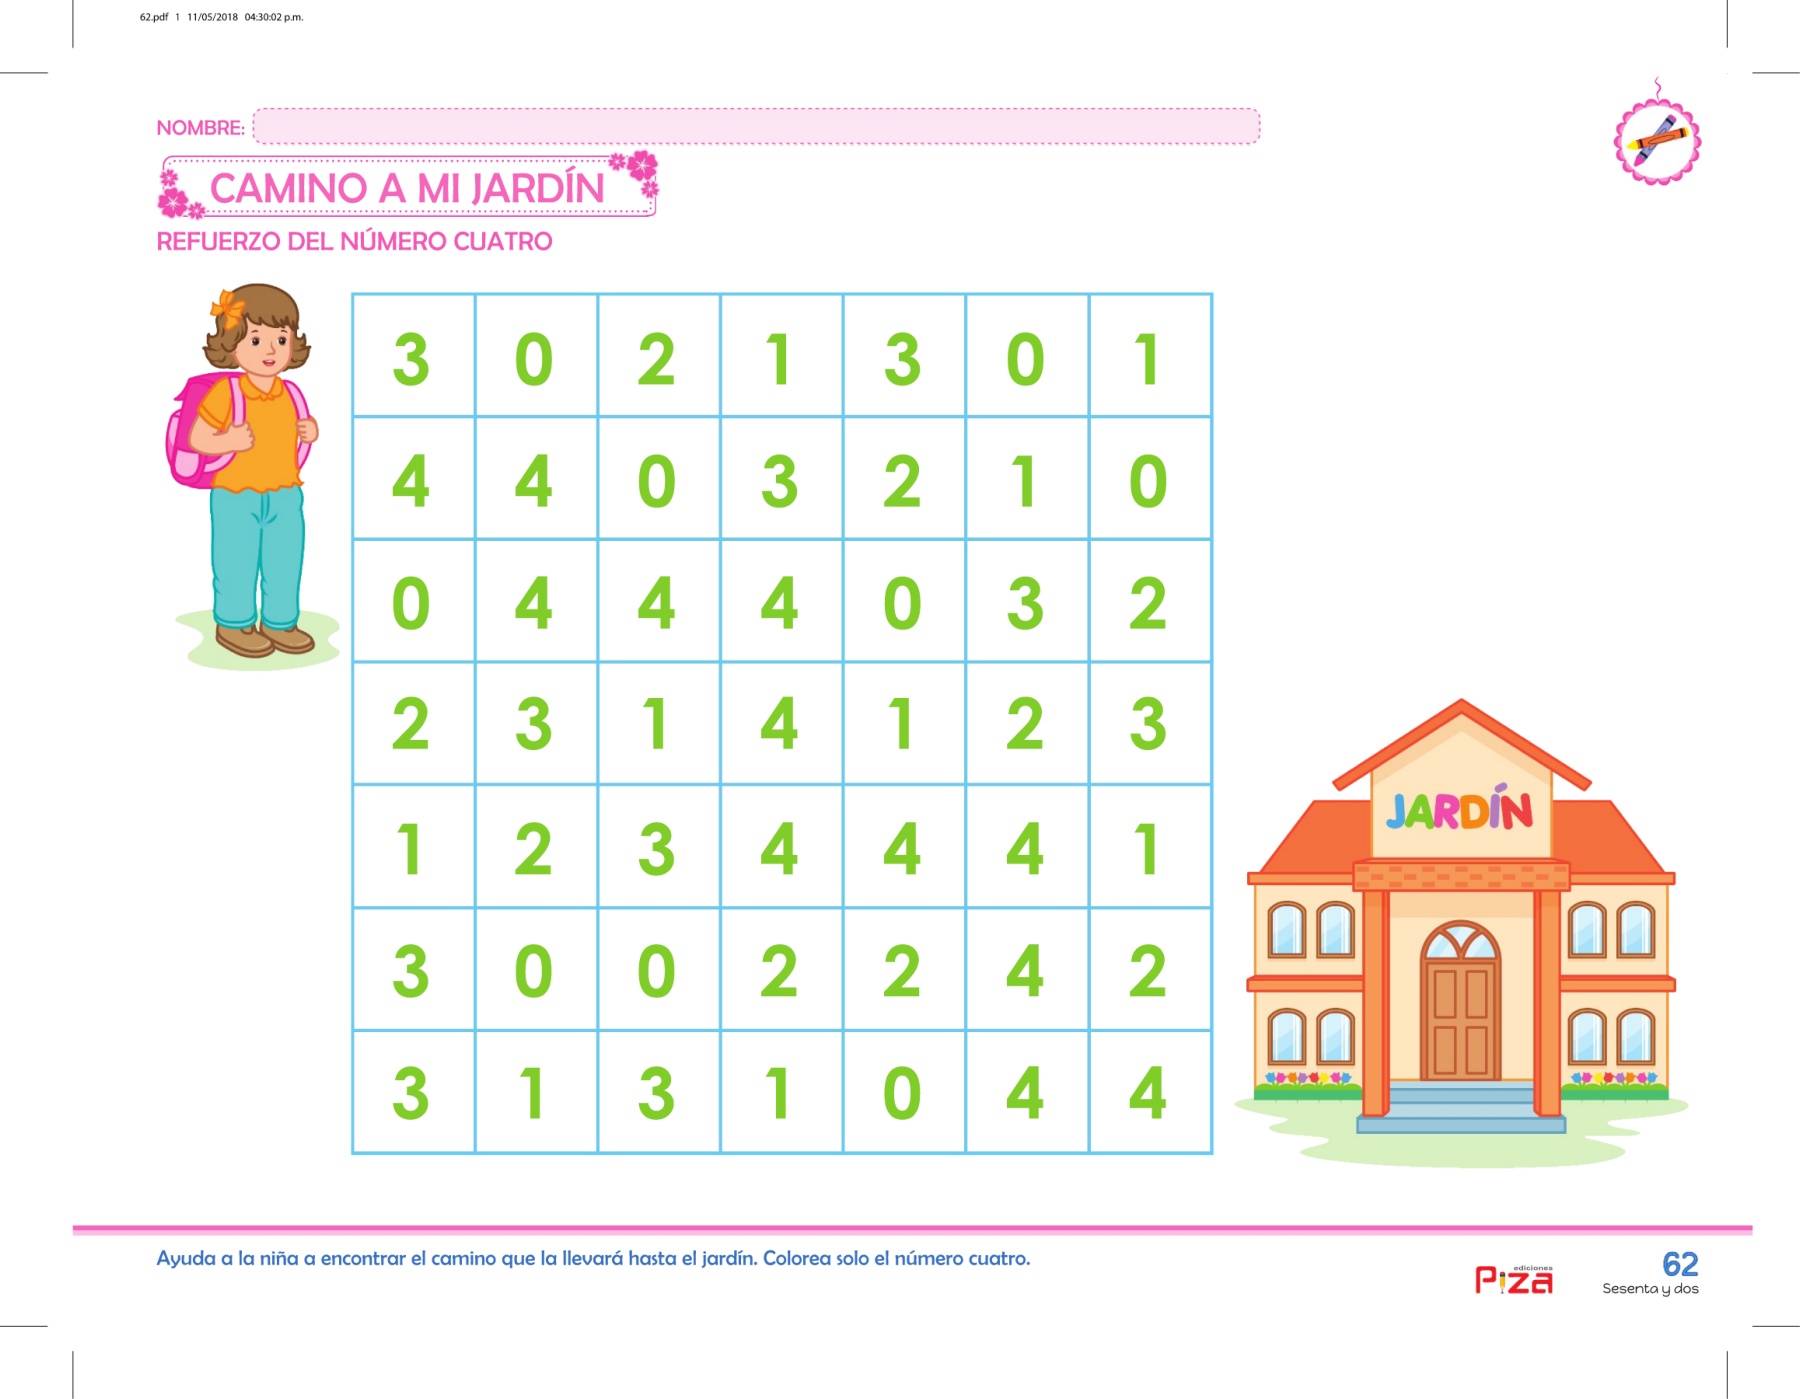 62.pdf 1 11/05/2018 04:30:02 p.m.
NOMBRE:
CAMINO A MI JARDÍN
REFUERZO DEL NÚMERO CUATRO
3 0 2 1 3 0 1
4 4 0 3 2 1 0
0 4 4 4 0 3 2
2 3 1 4 1 2 3
1 2 3 4 4 4 1
3 0 0 2 2 4 2
3 1 3 1 0 4 4
JARDÍN
Ayuda a la niña a encontrar el camino que la llevará hasta el jardín. Colorea solo el número cuatro.
ediciones
Piza
62
Sesenta y dos